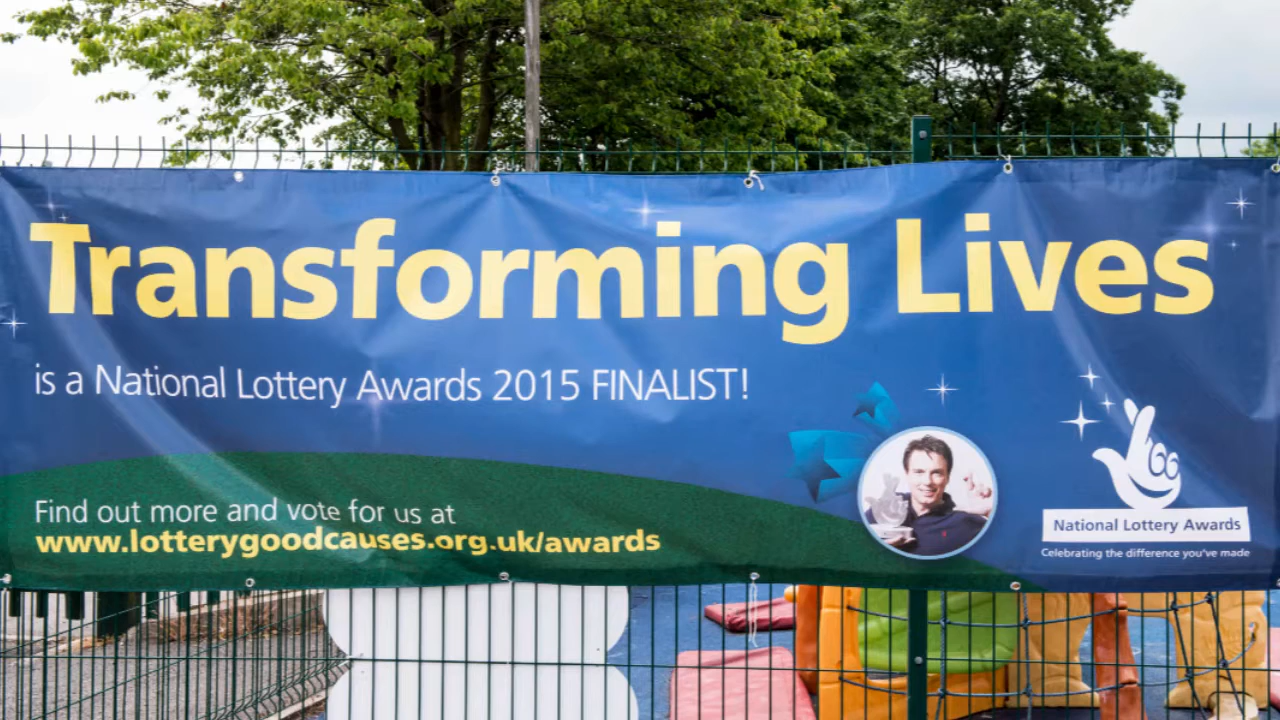 Transforming Lives
is a National Lottery Awards 2015 FINALIST!
Find out more and vote for us at
www.lotterygoodcauses.org.uk/awards
National Lottery Awards
Celebrating the difference you've made